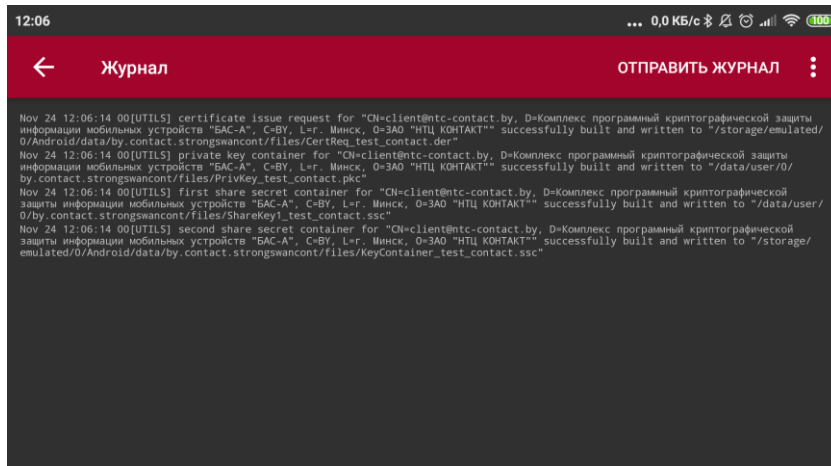 12:06
... 0,0 КБ/с 100
Журнал
ОТПРАВИТЬ ЖУРНАЛ
Nov 24 12:06:14 00[UTILS] certificate issue request for "CN=client@ntc-contact.by, D=Комплекс программный криптографической защиты
информации мобильных устройств "БАС-А", C=BY, L=г. Минск, O=ЗАО "НТЦ КОНТАКТ"" successfully built and written to "/storage/emulated/
0/Android/data/by.contact.strongswancont/files/CertReq_test_contact.der"
Nov 24 12:06:14 00[UTILS] private key container for "CN=client@ntc-contact.by, D=Комплекс программный криптографической защиты
информации мобильных устройств "БАС-А", C=BY, L=г. Минск, O=ЗАО "НТЦ КОНТАКТ"" successfully built and written to "/data/user/0/
by.contact.strongswancont/files/PrivKey_test_contact.pkc"
Nov 24 12:06:14 00[UTILS] first share secret container for "CN=client@ntc-contact.by, D=Комплекс программный криптографической
защиты информации мобильных устройств "БАС-А", C=BY, L=г. Минск, O=ЗАО "НТЦ КОНТАКТ"" successfully built and written to "/data/user/
0/by.contact.strongswancont/files/ShareKey1_test_contact.ssc"
Nov 24 12:06:14 00[UTILS] second share secret container for "CN=client@ntc-contact.by, D=Комплекс программный криптографической
защиты информации мобильных устройств "БАС-А", C=BY, L=г. Минск, O=ЗАО "НТЦ КОНТАКТ"" successfully built and written to "/storage/
emulated/0/Android/data/by.contact.strongswancont/files/KeyContainer_test_contact.ssc"